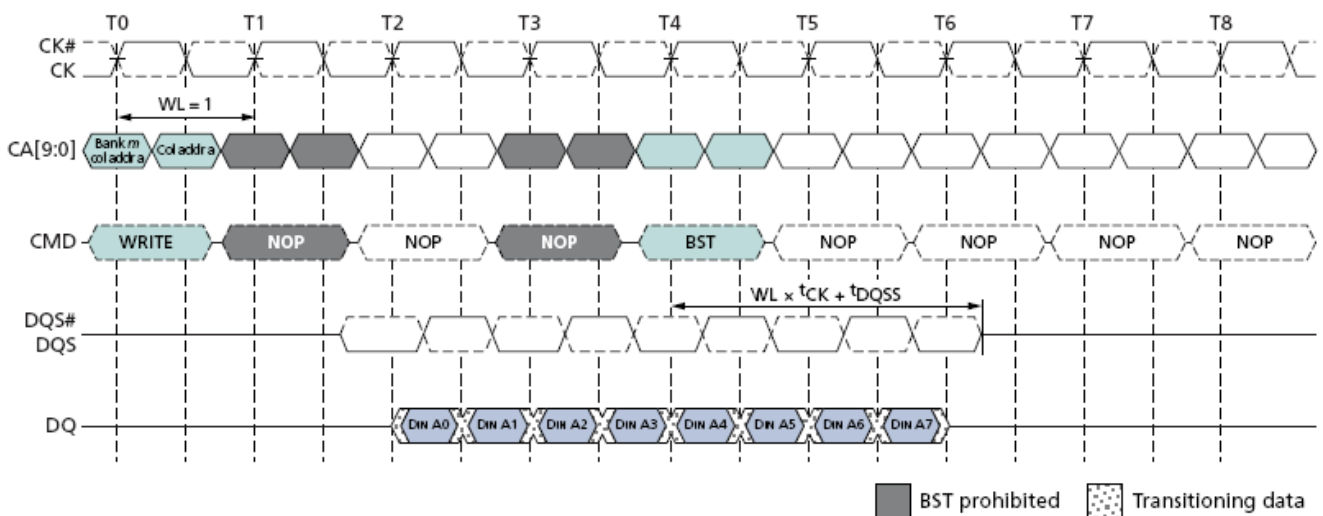 T0 T1 T2 T3 T4 T5 T6 T7 T8
CK#
CK
WL = 1
CA[9:0]
Bank m
col addr a
Col addr a
CMD WRITE NOP NOP NOP BST NOP NOP NOP NOP
WL × tCK + tDQSS
DQS#
DQS
DQ DIN A0 DIN A1 DIN A2 DIN A3 DIN A4 DIN A5 DIN A6 DIN A7
BST prohibited Transitioning data